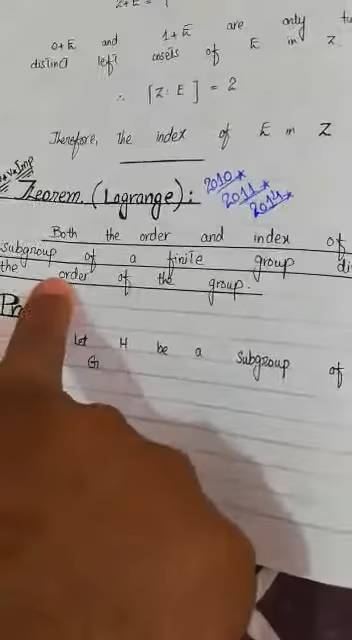 0+E and 1+E are only
distinct left cosets of E in Z
∴ [Z : E] = 2
Therefore, the index of E in Z
Theorem. (Lagrange):
2010*
2011*
2014*
Both the order and index of
subgroup of a finite group
the order of the group.
Let H be a subgroup of
G